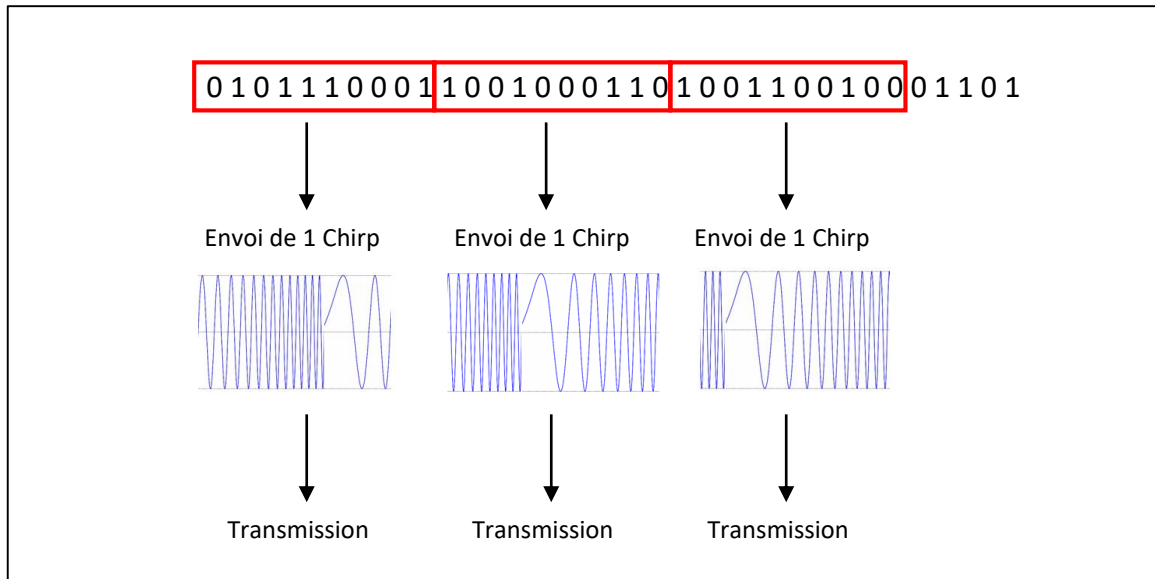 0 1 0 1 1 1 0 0 0 1 1 0 0 1 0 0 0 1 1 0 1 0 0 1 1 0 0 1 0 0 0 1 1 0 1
Envoi de 1 Chirp Envoi de 1 Chirp Envoi de 1 Chirp
Transmission Transmission Transmission